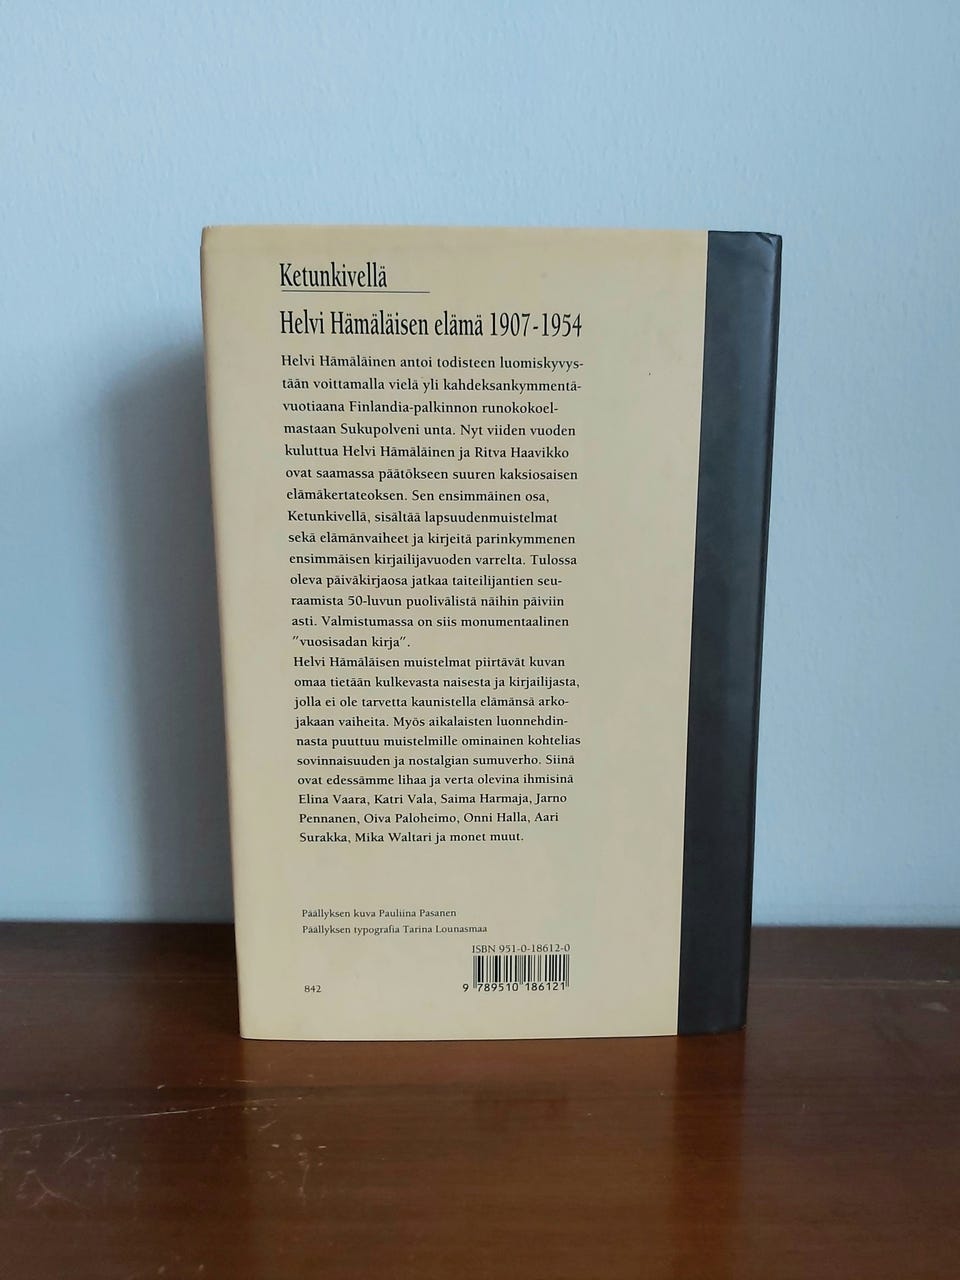 Ketunkivellä
Helvi Hämäläisen elämä 1907-1954
Helvi Hämäläinen antoi todisteen luomiskyvys-
tään voittamalla vielä yli kahdeksankymmentä-
vuotiaana Finlandia-palkinnon runokokoel-
mastaan Sukupolveni unta. Nyt viiden vuoden
kuluttua Helvi Hämäläinen ja Ritva Haavikko
ovat saamassa päätökseen suuren kaksiosaisen
elämäkertateoksen. Sen ensimmäinen osa,
Ketunkivellä, sisältää lapsuudenmuistelmat
sekä elämänvaiheet ja kirjeitä parinkymmenen
ensimmäisen kirjailijavuoden varrelta. Tulossa
oleva päiväkirjaosa jatkaa taiteilijantien seu-
raamista 50-luvun puolivälistä näihin päiviin
asti. Valmistumassa on siis monumentaalinen
"vuosisadan kirja".
Helvi Hämäläisen muistelmat piirtävät kuvan
omaa tietään kulkevasta naisesta ja kirjailijasta,
jolla ei ole tarvetta kaunistella elämänsä arko-
jakaan vaiheita. Myös aikalaisten luonnehdin-
nasta puuttuu muistelmille ominainen kohtelias
sovinnaisuuden ja nostalgian sumuverho. Siinä
ovat edessämme lihaa ja verta olevina ihmisinä
Elina Vaara, Katri Vala, Saima Harmaja, Jarno
Pennanen, Oiva Paloheimo, Onni Halla, Aari
Surakka, Mika Waltari ja monet muut.
Päällyksen kuva Pauliina Pasanen
Päällyksen typografia Tarina Lounasmaa
ISBN 951-0-18612-0
842
9 789510 186121